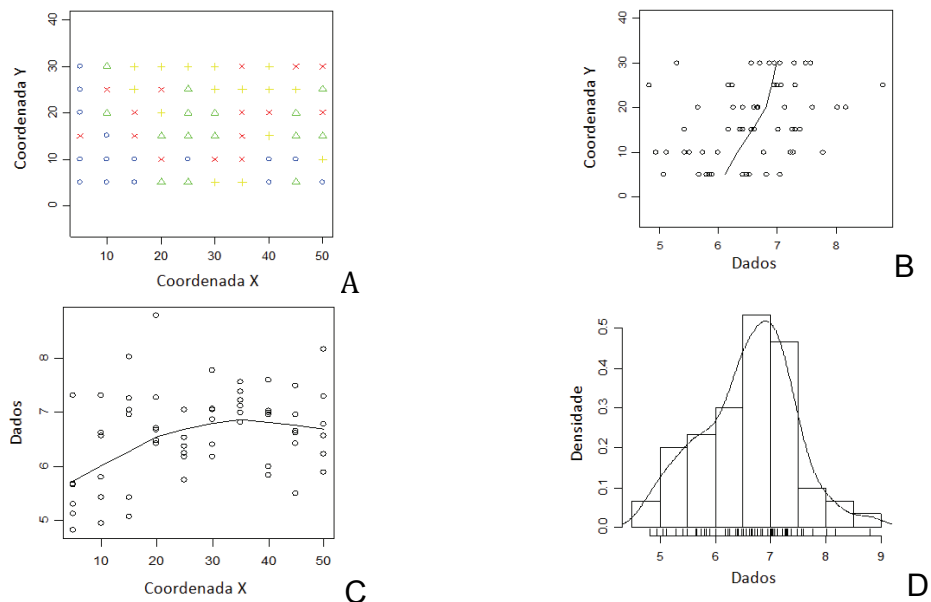 40
30
20
10
0
Coordenada Y
10 20 30 40 50
Coordenada X
A
40
30
20
10
0
Coordenada Y
5 6 7 8
Dados
B
8
7
6
5
Dados
10 20 30 40 50
Coordenada X
C
0.5
0.4
0.3
0.2
0.1
0.0
Densidade
5 6 7 8 9
Dados
D